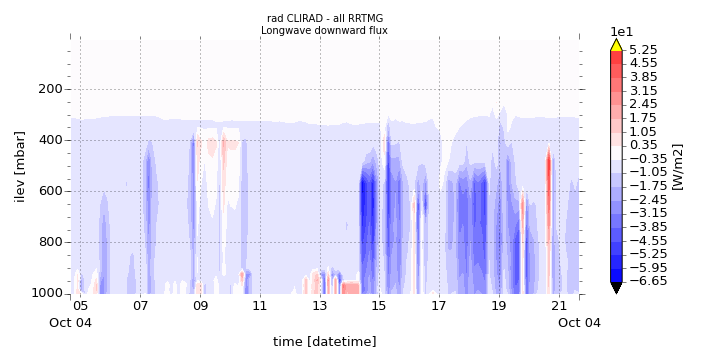 rad CLIRAD - all RRTMG
Longwave downward flux
1e1
5.25
4.55
3.85
3.15
2.45
1.75
1.05
0.35
−0.35
−1.05
−1.75
−2.45
−3.15
−3.85
−4.55
−5.25
−5.95
−6.65
[W/m2]
ilev [mbar]
200
400
600
800
1000
05 07 09 11 13 15 17 19 21
Oct 04 Oct 04
time [datetime]